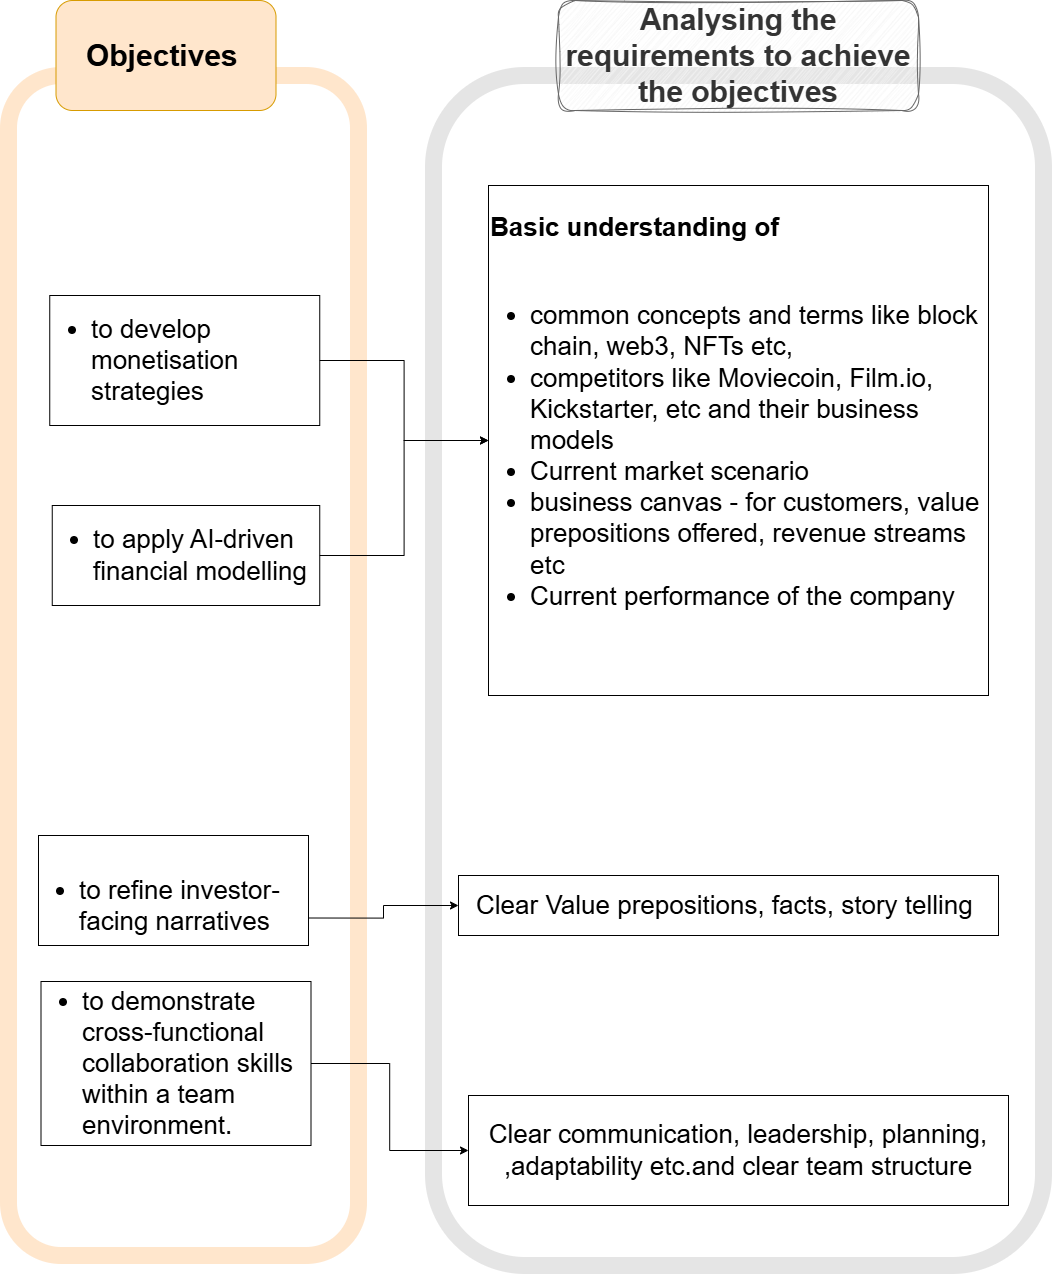 Objectives
Analysing the
requirements to achieve
the objectives
• to develop
monetisation
strategies
• to apply AI-driven
financial modelling
Basic understanding of
• common concepts and terms like block
chain, web3, NFTs etc,
• competitors like Moviecoin, Film.io,
Kickstarter, etc and their business
models
• Current market scenario
• business canvas - for customers, value
prepositions offered, revenue streams
etc
• Current performance of the company
• to refine investor-
facing narratives
Clear Value prepositions, facts, story telling
• to demonstrate
cross-functional
collaboration skills
within a team
environment.
Clear communication, leadership, planning,
,adaptability etc.and clear team structure